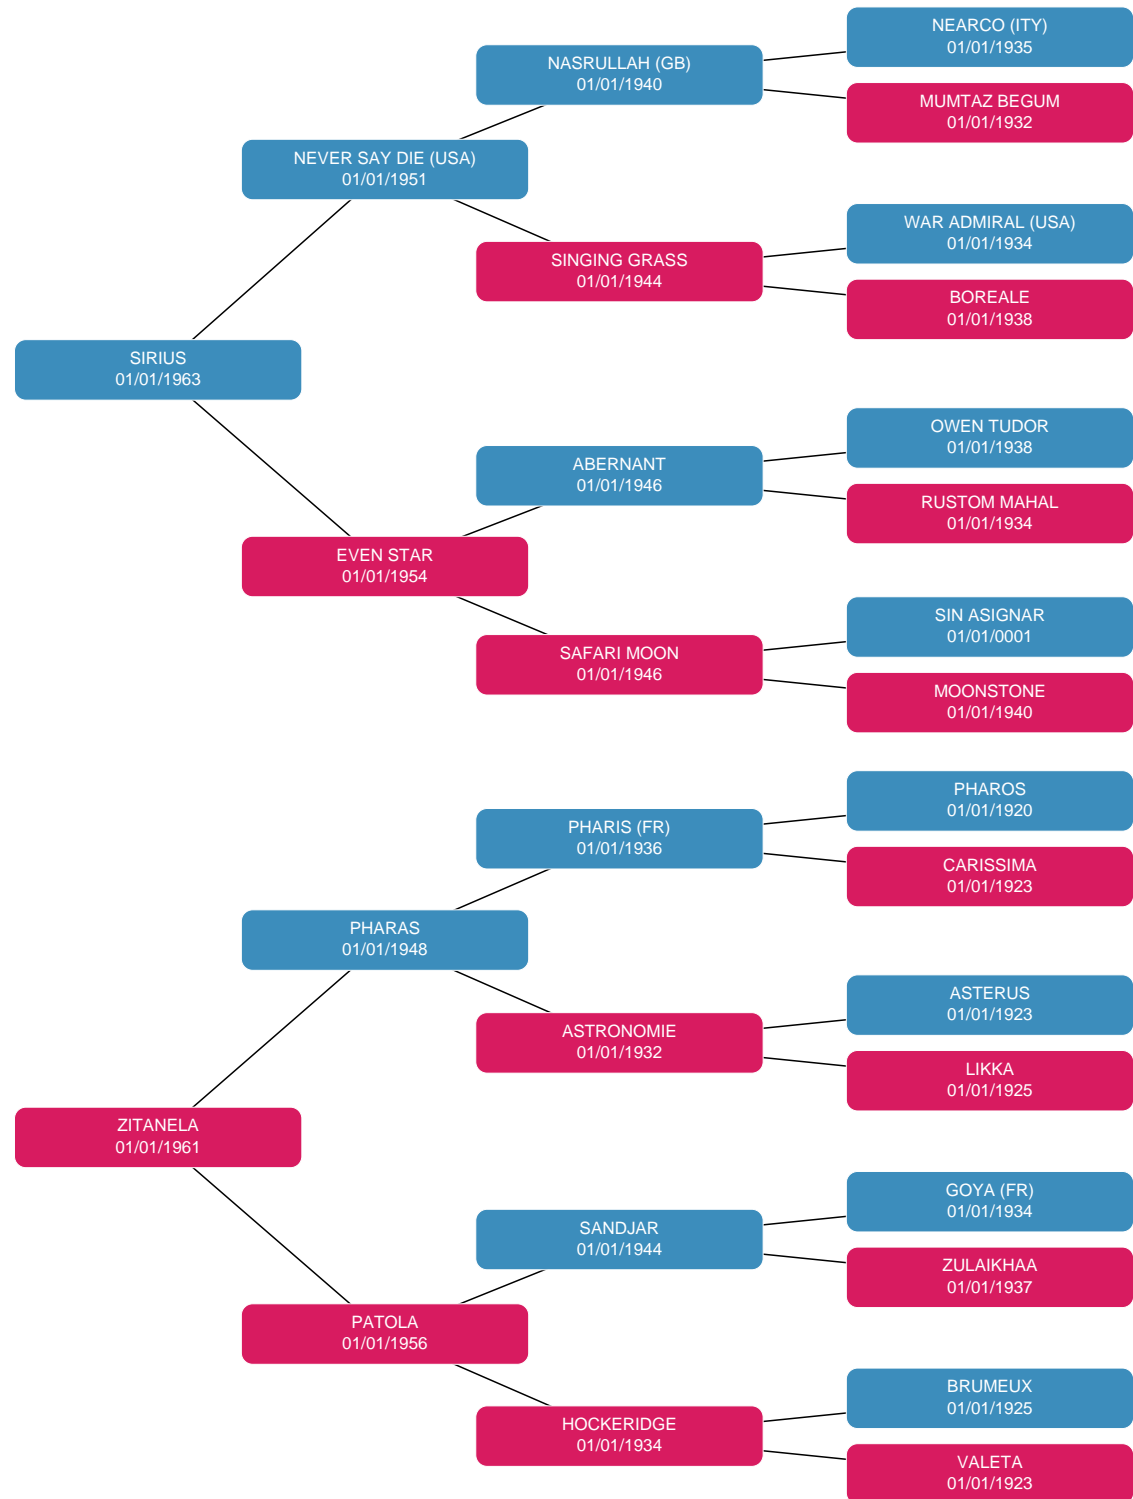 NEARCO (ITY)
01/01/1935
NASRULLAH (GB)
01/01/1940
MUMTAZ BEGUM
01/01/1932
NEVER SAY DIE (USA)
01/01/1951
WAR ADMIRAL (USA)
01/01/1934
SINGING GRASS
01/01/1944
BOREALE
01/01/1938
SIRIUS
01/01/1963
OWEN TUDOR
01/01/1938
ABERNANT
01/01/1946
RUSTOM MAHAL
01/01/1934
EVEN STAR
01/01/1954
SIN ASIGNAR
01/01/0001
SAFARI MOON
01/01/1946
MOONSTONE
01/01/1940
PHAROS
01/01/1920
PHARIS (FR)
01/01/1936
CARISSIMA
01/01/1923
PHARAS
01/01/1948
ASTERUS
01/01/1923
ASTRONOMIE
01/01/1932
LIKKA
01/01/1925
ZITANELA
01/01/1961
GOYA (FR)
01/01/1934
SANDJAR
01/01/1944
ZULAIKHAA
01/01/1937
PATOLA
01/01/1956
BRUMEUX
01/01/1925
HOCKERIDGE
01/01/1934
VALETA
01/01/1923